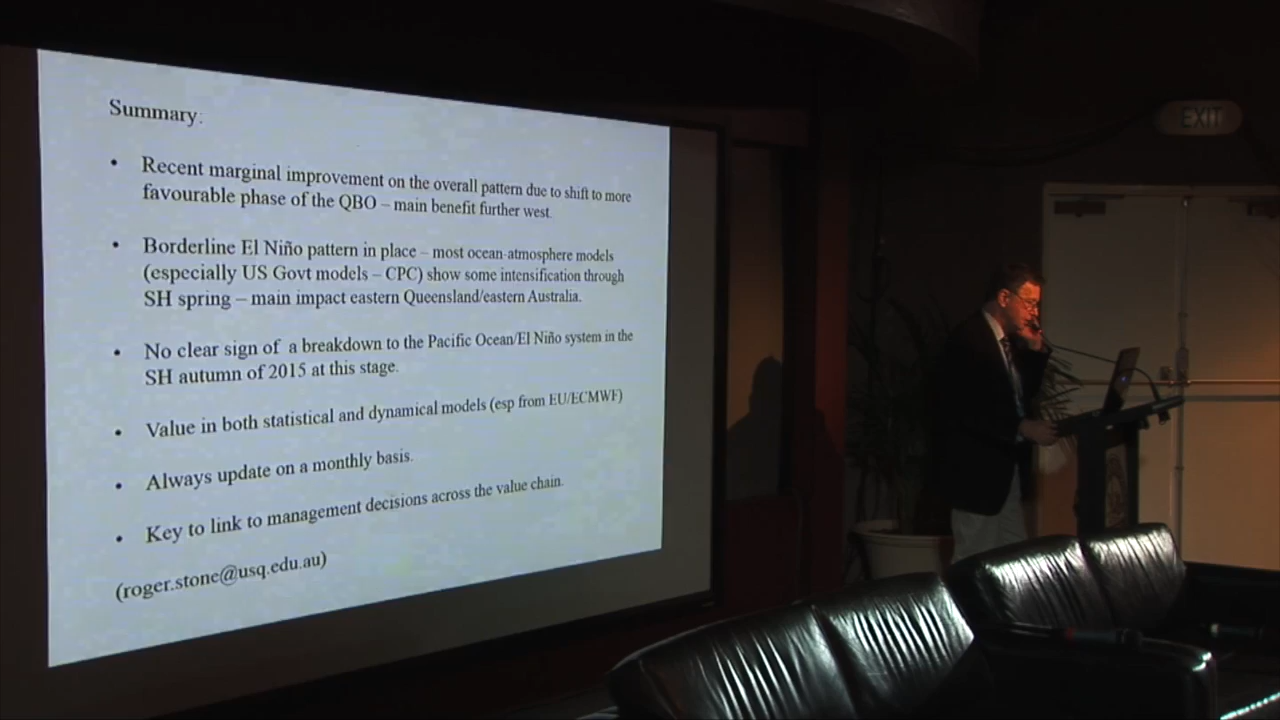 Summary:
• Recent marginal improvement on the overall pattern due to shift to more
favourable phase of the QBO – main benefit further west.
• Borderline El Niño pattern in place – most ocean-atmosphere models
(especially US Govt models – CPC) show some intensification through
SH spring – main impact eastern Queensland/eastern Australia.
• No clear sign of a breakdown to the Pacific Ocean/El Niño system in the
SH autumn of 2015 at this stage.
• Value in both statistical and dynamical models (esp from EU/ECMWF)
• Always update on a monthly basis.
• Key to link to management decisions across the value chain.
(roger.stone@usq.edu.au)
EXIT